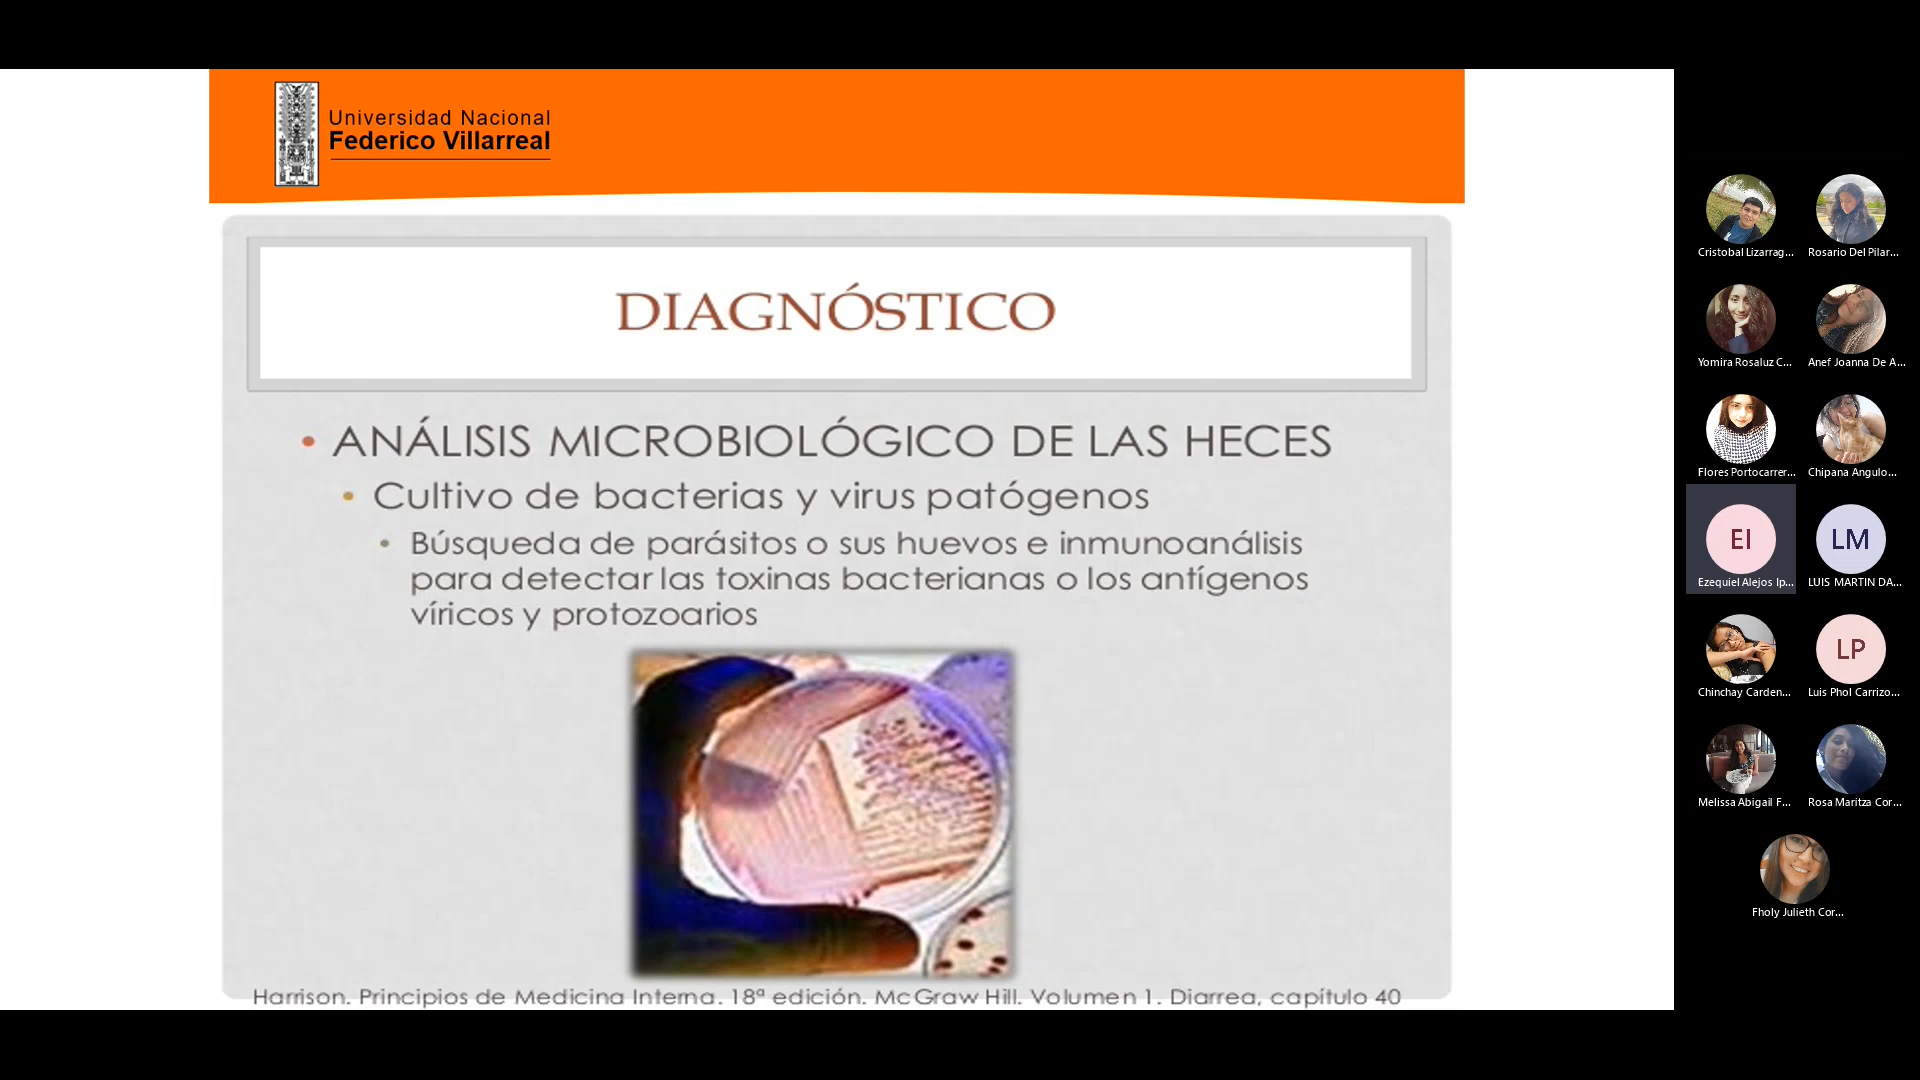 Universidad Nacional
Federico Villarreal
DIAGNÓSTICO
• ANÁLISIS MICROBIOLÓGICO DE LAS HECES
• Cultivo de bacterias y virus patógenos
• Búsqueda de parásitos o sus huevos e inmunoanálisis
para detectar las toxinas bacterianas o los antígenos
víricos y protozoarios
Harrison. Principios de Medicina Interna. 18ª edición. McGraw Hill. Volumen 1. Diarrea, capítulo 40
Cristobal Lizarrag...
Rosario Del Pilar...
Yomira Rosaluz C...
Anef Joanna De A...
Flores Portocarrer...
Chipana Angulo...
EI
LM
Ezequiel Alejos Ip...
LUIS MARTIN DA...
LP
Chinchay Carden...
Luis Phol Carrizo...
Melissa Abigail F...
Rosa Maritza Cor...
Fholy Julieth Cor...